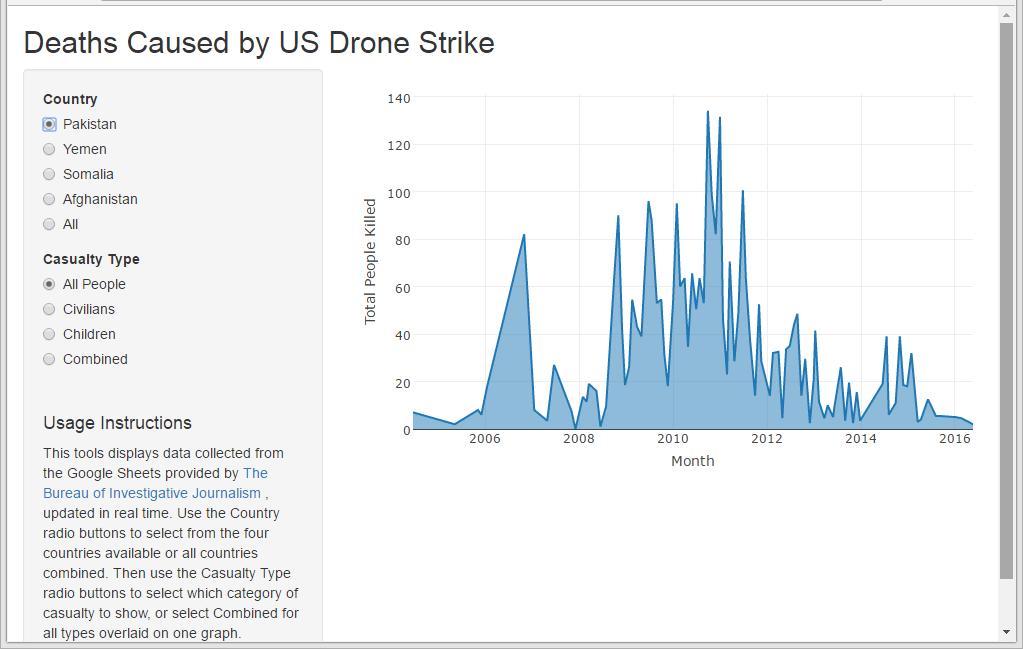 Deaths Caused by US Drone Strike
Country
Pakistan
Yemen
Somalia
Afghanistan
All
Casualty Type
All People
Civilians
Children
Combined
Usage Instructions
This tools displays data collected from
the Google Sheets provided by The
Bureau of Investigative Journalism ,
updated in real time. Use the Country
radio buttons to select from the four
countries available or all countries
combined. Then use the Casualty Type
radio buttons to select which category of
casualty to show, or select Combined for
all types overlaid on one graph.
Total People Killed
140
120
100
80
60
40
20
0
2006 2008 2010 2012 2014 2016
Month